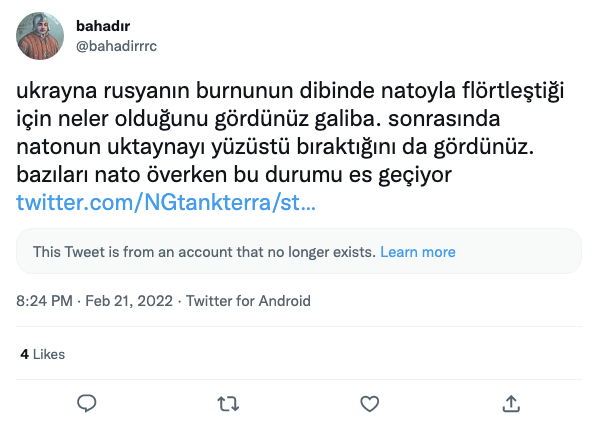 bahadır
@bahadirrrc
ukrayna rusyanın burnunun dibinde natoyla flörtleştiği
için neler olduğunu gördünüz galiba. sonrasında
natonun uktaynayı yüzüstü bıraktığını da gördünüz.
bazıları nato överken bu durumu es geçiyor
twitter.com/NGtankterra/st...
This Tweet is from an account that no longer exists. Learn more
8:24 PM · Feb 21, 2022 · Twitter for Android
4 Likes